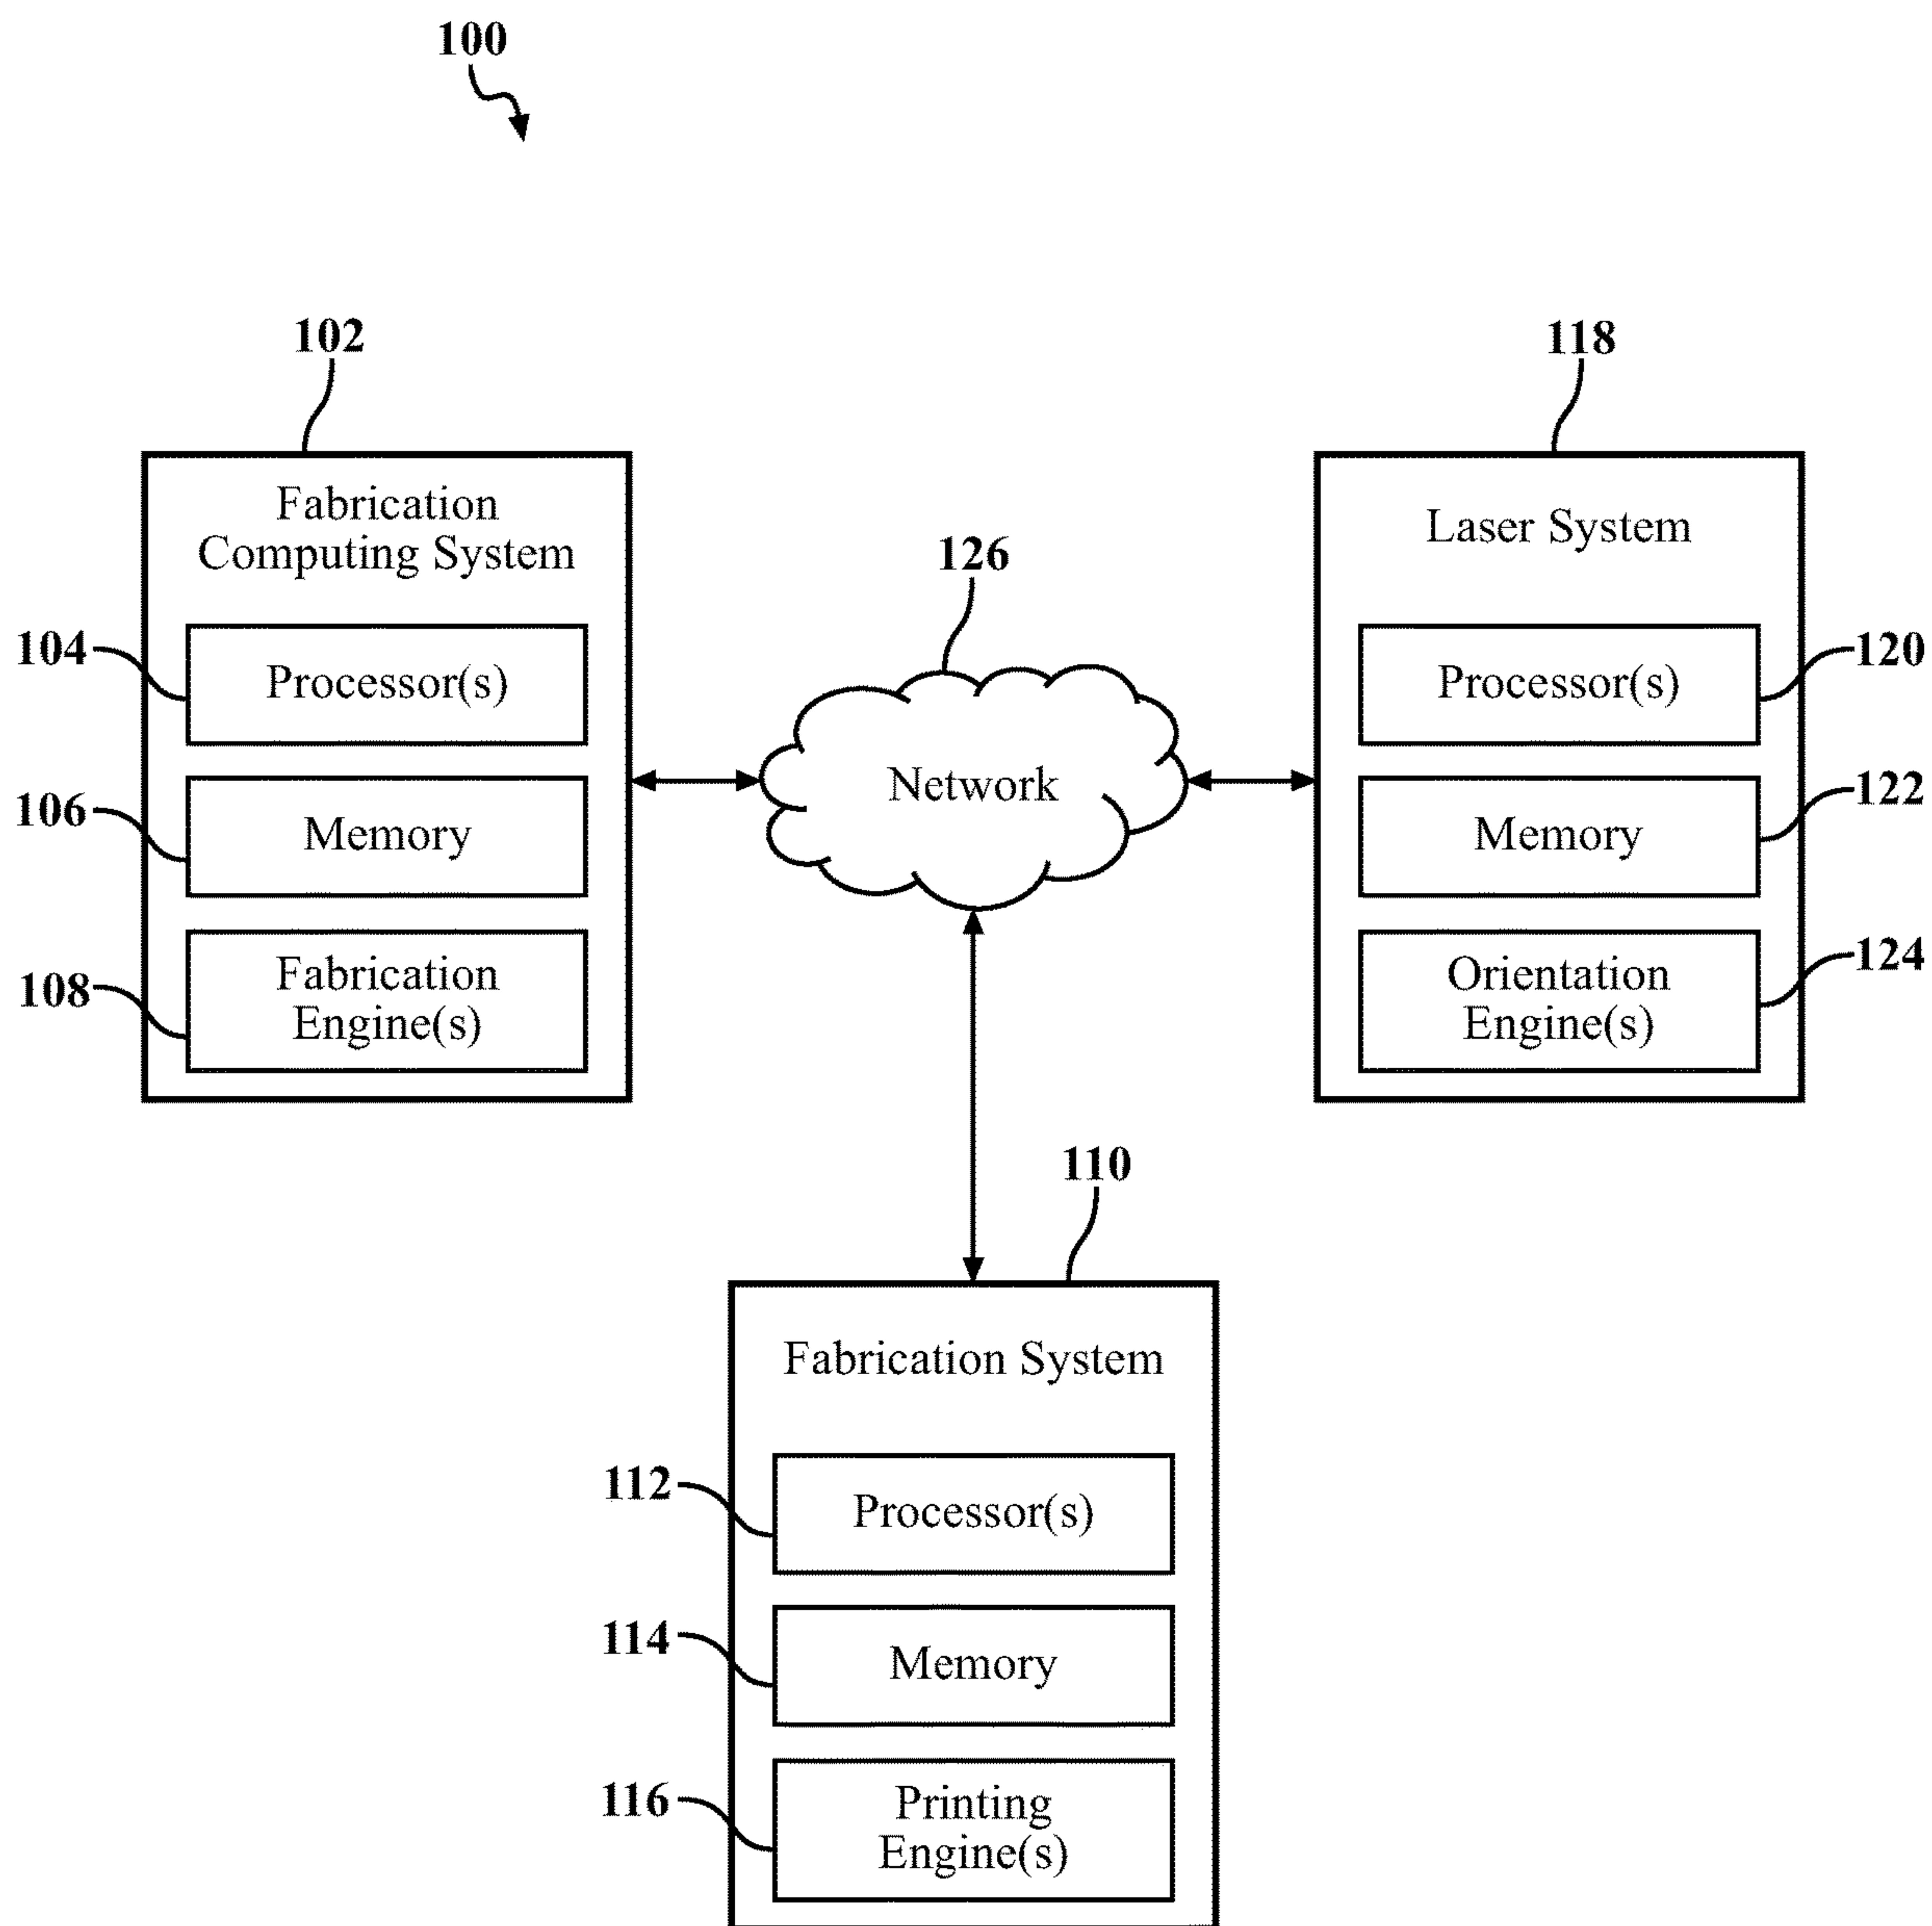 100
102
118
Fabrication
Computing System
126
Laser System
104
Processor(s)
Processor(s)
120
Network
106
Memory
Memory
122
108
Fabrication
Engine(s)
Orientation
Engine(s)
124
110
Fabrication System
112
Processor(s)
114
Memory
116
Printing
Engine(s)